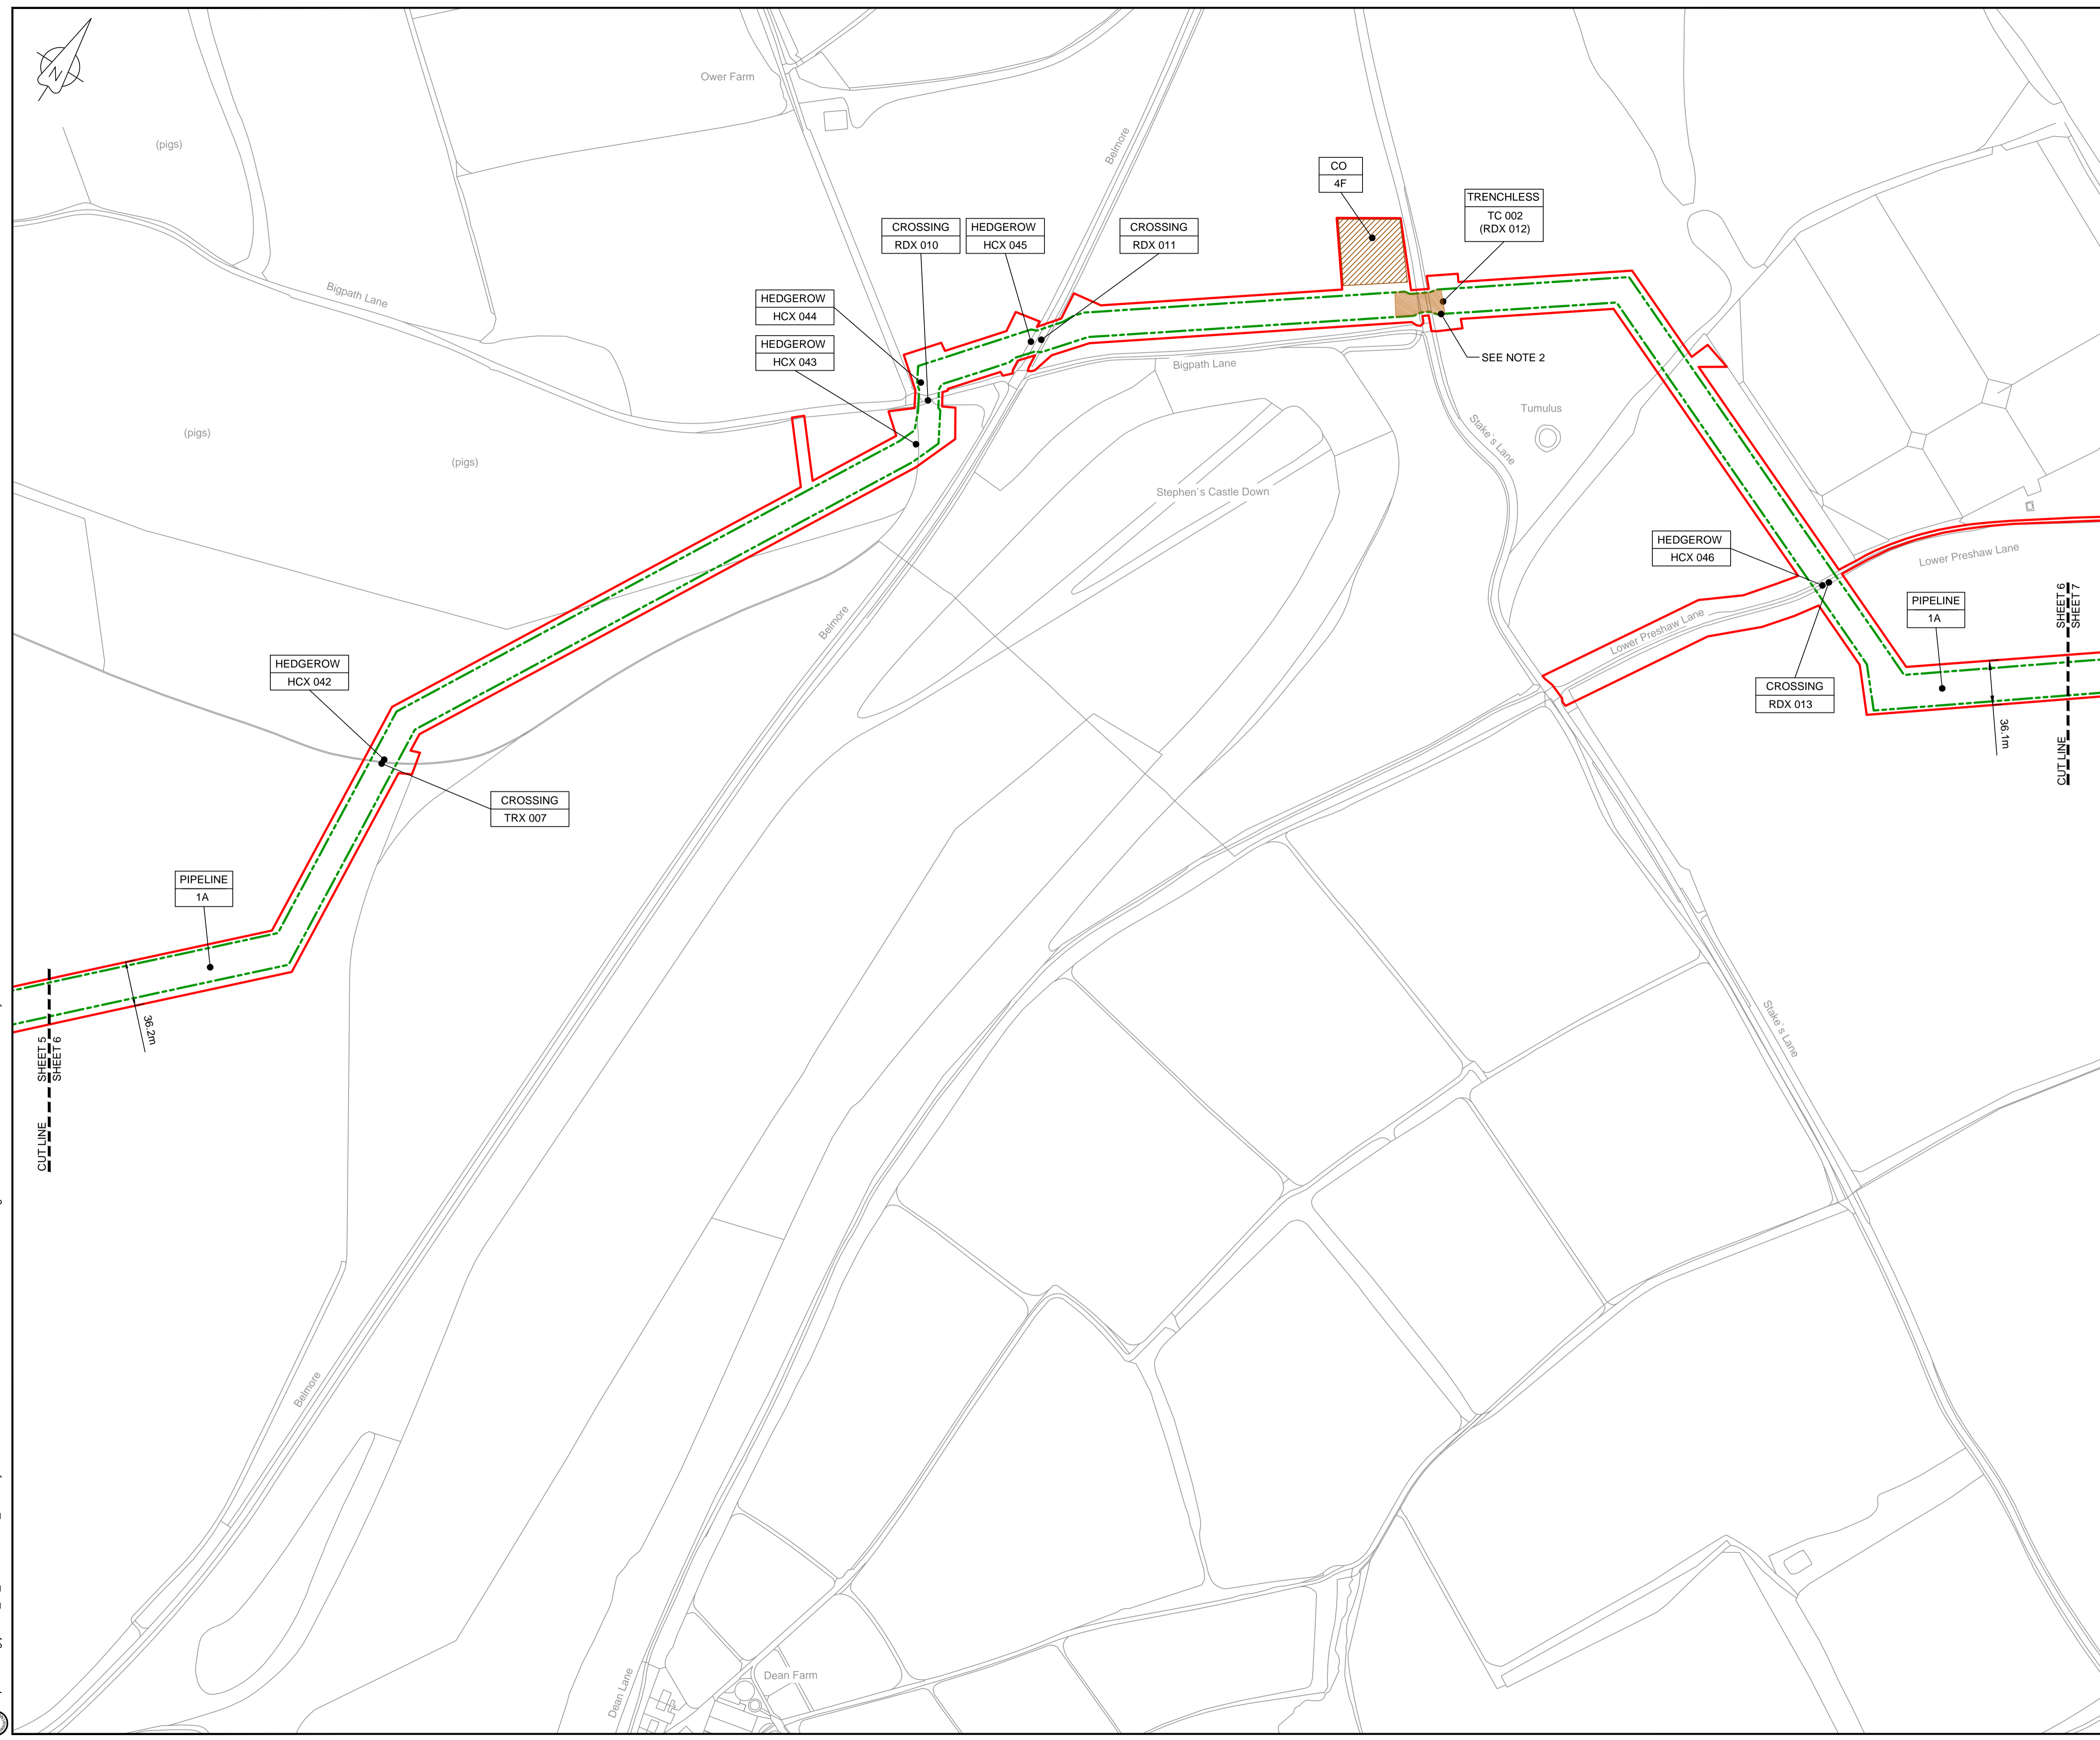 N
Ower Farm
(pigs)
Belmore
CO
4F
TRENCHLESS
TC 002
(RDX 012)
CROSSING
RDX 010
HEDGEROW
HCX 045
CROSSING
RDX 011
Bigpath Lane
HEDGEROW
HCX 044
HEDGEROW
HCX 043
SEE NOTE 2
Bigpath Lane
Tumulus
Stake`s Lane
(pigs)
(pigs)
Stephen`s Castle Down
HEDGEROW
HCX 046
Lower Preshaw Lane
PIPELINE
1A
SHEET 6
SHEET 7
Belmore
Lower Preshaw Lane
HEDGEROW
HCX 042
CROSSING
RDX 013
36.1m
CUT LINE
CROSSING
TRX 007
PIPELINE
1A
36.2m
SHEET 5
SHEET 6
CUT LINE
Stake`s Lane
Belmore
Dean Farm
Dean Lane